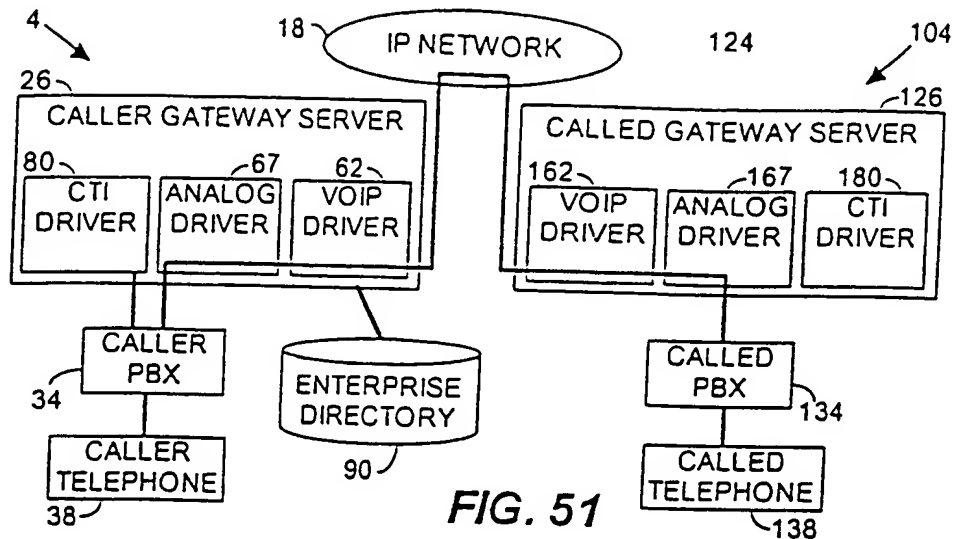 4
18
IP NETWORK
124
104
26
126
CALLER GATEWAY SERVER
CALLED GATEWAY SERVER
80
67
62
162
167
180
CTI
DRIVER
ANALOG
DRIVER
VOIP
DRIVER
VOIP
DRIVER
ANALOG
DRIVER
CTI
DRIVER
CALLER
PBX
34
ENTERPRISE
DIRECTORY
90
CALLED
PBX
134
CALLER
TELEPHONE
38
CALLED
TELEPHONE
138
FIG. 51